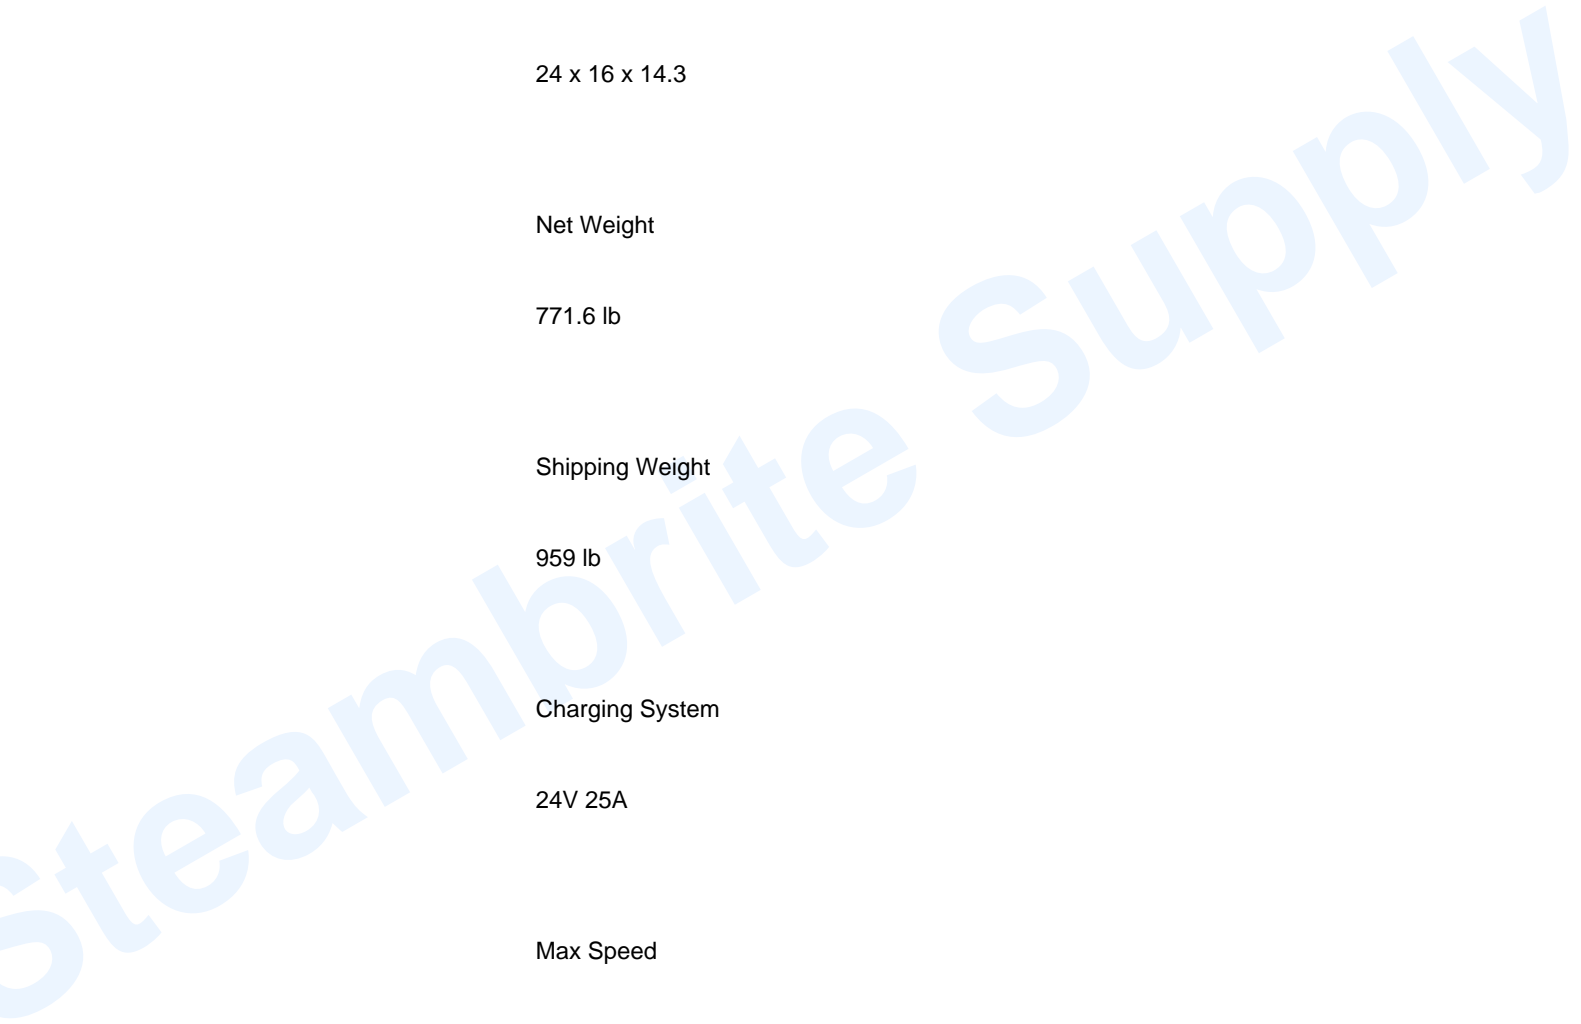 24 x 16 x 14.3
Net Weight
771.6 lb
Shipping Weight
959 lb
Charging System
24V 25A
Max Speed
Steambrite Supply